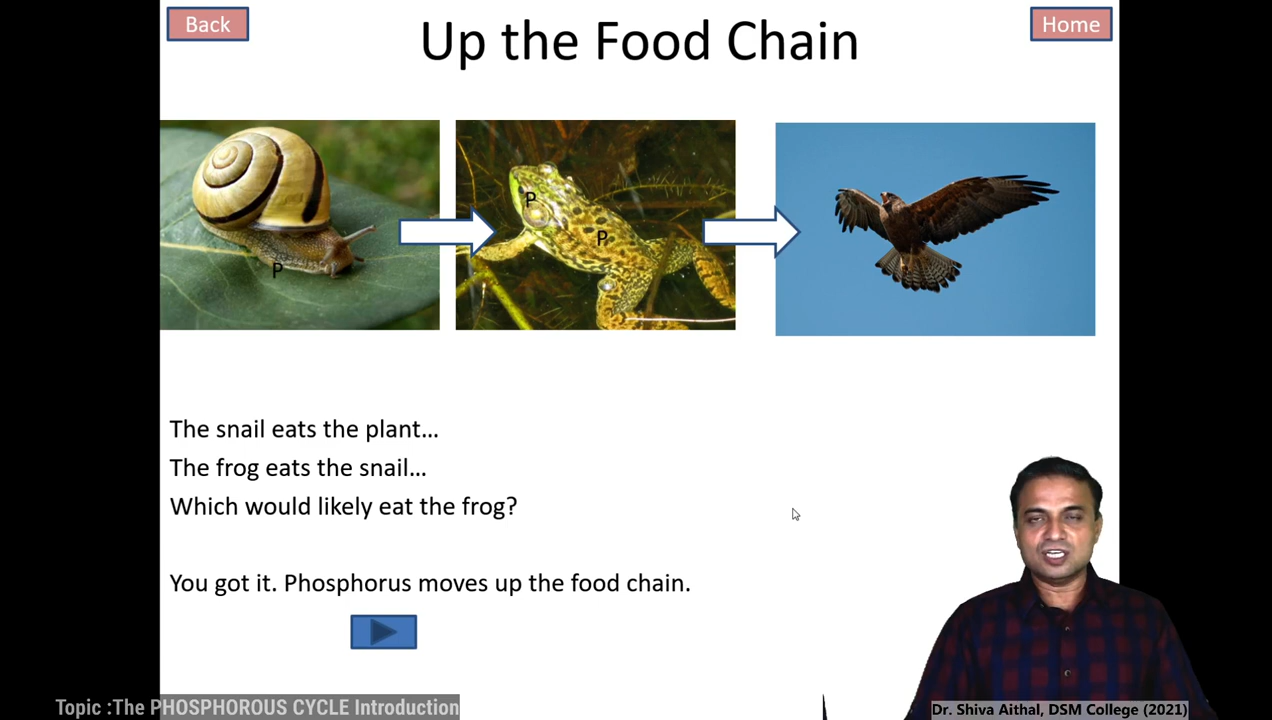 Back
Home
Up the Food Chain
P
P
P
The snail eats the plant...
The frog eats the snail...
Which would likely eat the frog?
You got it. Phosphorus moves up the food chain.
Topic :The PHOSPHOROUS CYCLE Introduction
Dr. Shiva Aithal, DSM College (2021)